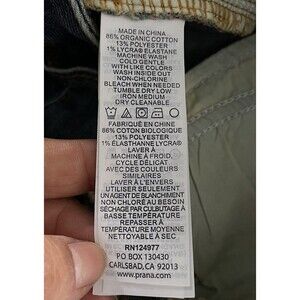 MADE IN CHINA
86% ORGANIC COTTON
13% POLYESTER
1% LYCRA® ELASTANE
MACHINE WASH
COLD GENTLE
WITH LIKE COLORS
WASH INSIDE OUT
NON-CHLORINE
BLEACH WHEN NEEDED
TUMBLE DRY LOW
IRON MEDIUM
DRY CLEANABLE
FABRIQUÉ EN CHINE
86% COTON BIOLOGIQUE
13% POLYESTER
1% ÉLASTHANNE LYCRA®
LAVER À
MACHINE À FROID,
CYCLE DÉLICAT
AVEC DES COULEURS
SIMILAIRES
LAVER À L'ENVERS
UTILISER SEULEMENT
UN AGENT DE BLANCHIMENT
NON CHLORÉ AU BESOIN
SÉCHAGE PAR CULBUTAGE À
BASSE TEMPÉRATURE
REPASSER À
TEMPÉRATURE MOYENNE
NETTOYABLE À SEC
RN124977
PO BOX 130430
CARLSBAD, CA 92013
www.prana.com